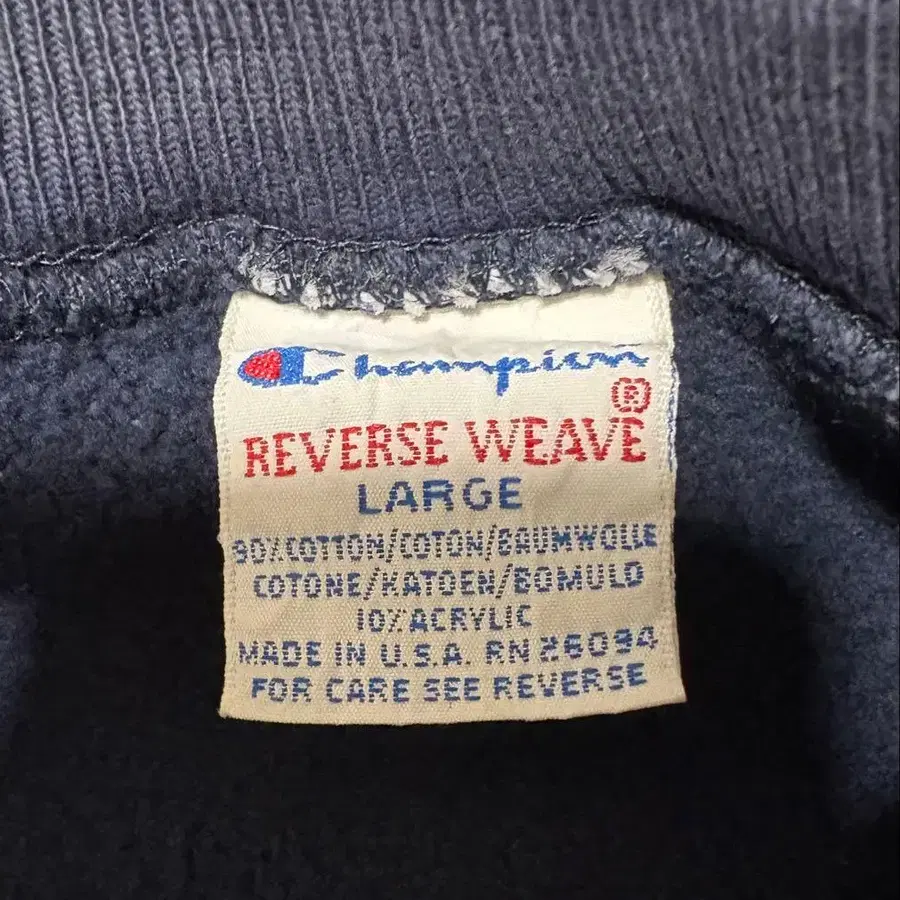 Champion
REVERSE WEAVE®
LARGE
90%COTTON/COTON/BAUMWOLLE
COTONE/KATOEN/BOMULD
10%ACRYLIC
MADE IN U.S.A. RN 26094
FOR CARE SEE REVERSE